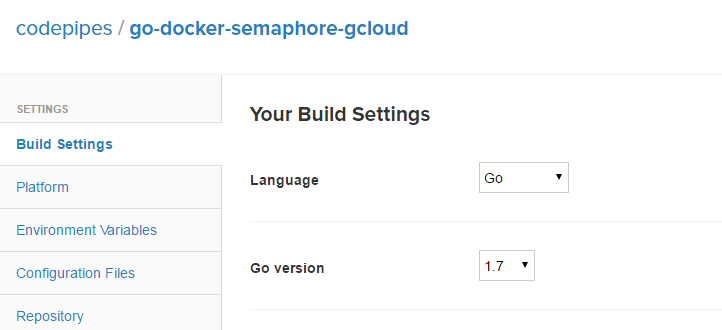 codepipes / go-docker-semaphore-gcloud
SETTINGS
Build Settings
Platform
Environment Variables
Configuration Files
Repository
Your Build Settings
Language Go
Go version 1.7